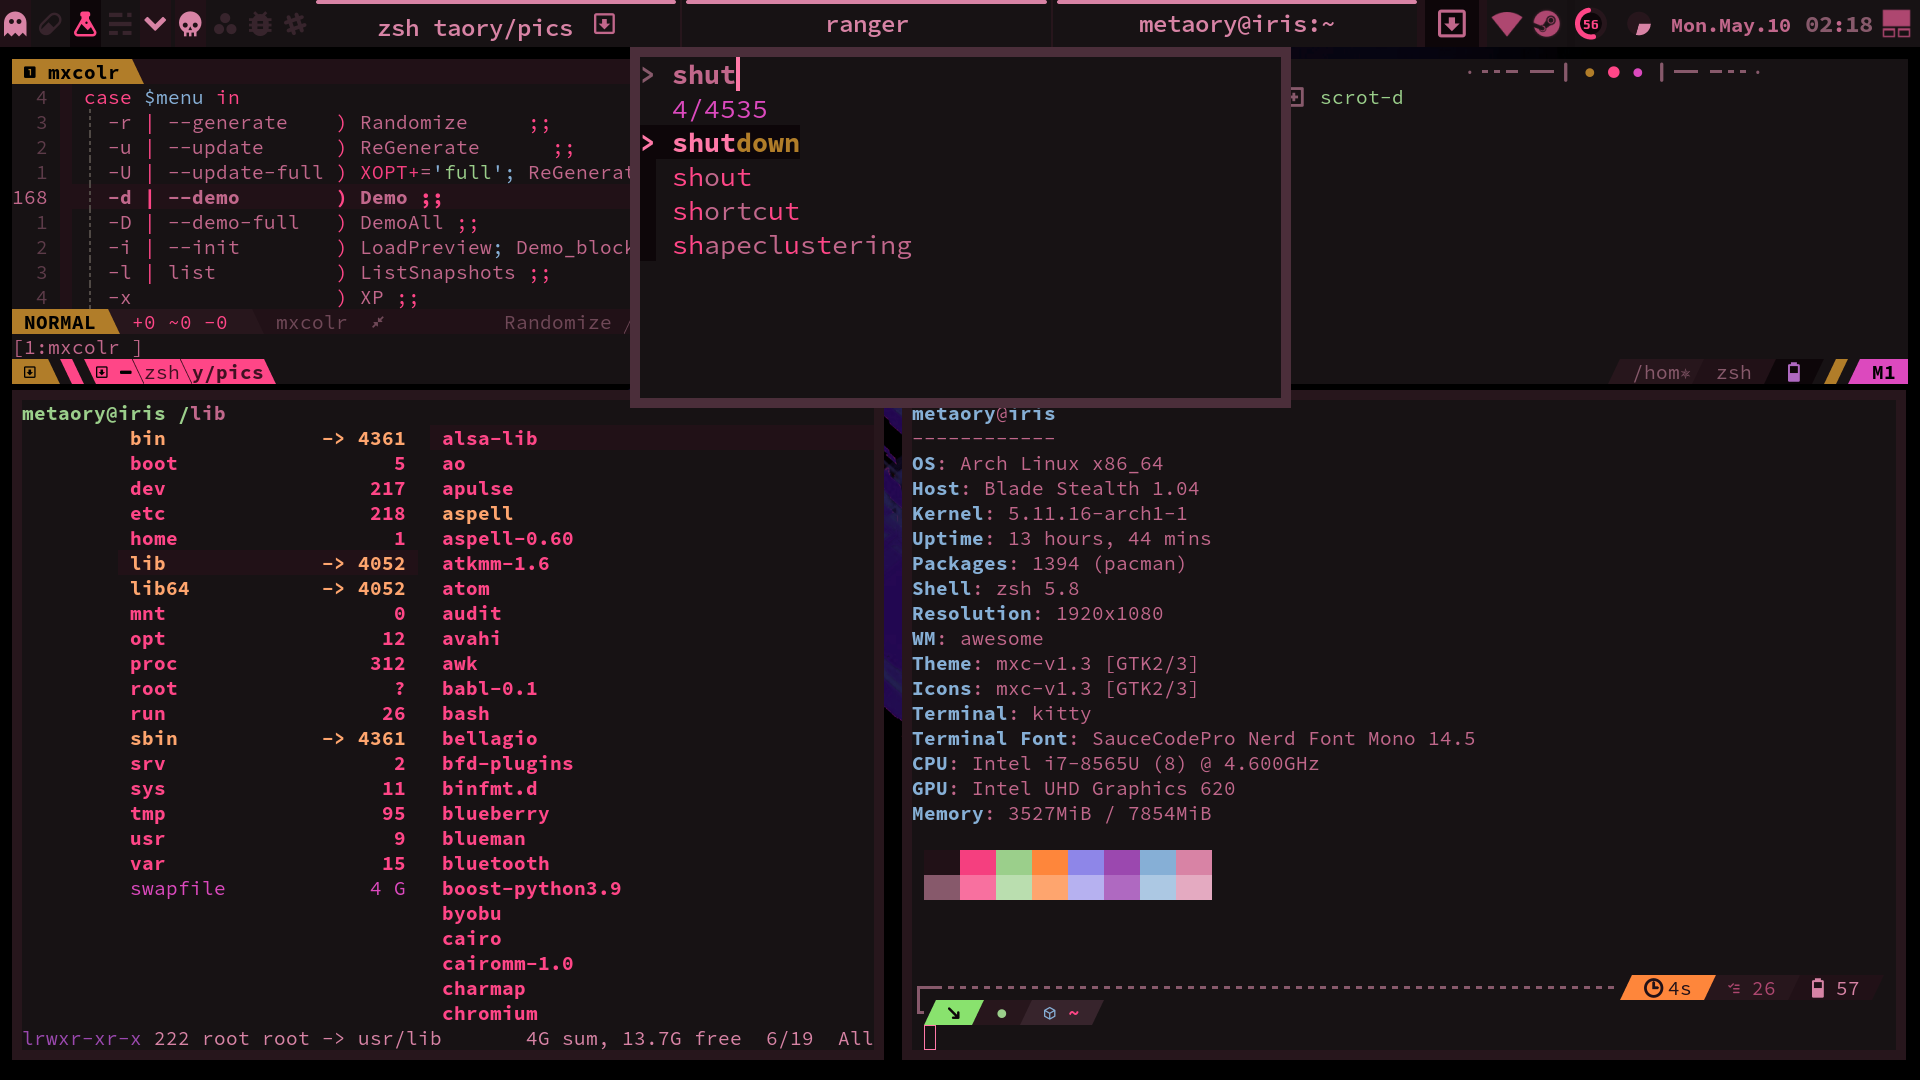 zsh taory/pics
ranger
metaory@iris:~
56
Mon.May.10 02:18
1 mxcolr
4 case $menu in
3 -r | --generate ) Randomize ;;
2 -u | --update ) ReGenerate ;;
1 -U | --update-full ) XOPT+='full'; ReGenerat
168 -d | --demo ) Demo ;;
1 -D | --demo-full ) DemoAll ;;
2 -i | --init ) LoadPreview; Demo_block
3 -l | list ) ListSnapshots ;;
4 -x ) XP ;;
NORMAL +0 ~0 -0 mxcolr Randomize /
[1:mxcolr ]
zsh y/pics
> shut
4/4535
> shutdown
shout
shortcut
shapeclustering
scrot-d
/hom* zsh M1
metaory@iris /lib
bin -> 4361 alsa-lib
boot 5 ao
dev 217 apulse
etc 218 aspell
home 1 aspell-0.60
lib -> 4052 atkmm-1.6
lib64 -> 4052 atom
mnt 0 audit
opt 12 avahi
proc 312 awk
root ? babl-0.1
run 26 bash
sbin -> 4361 bellagio
srv 2 bfd-plugins
sys 11 binfmt.d
tmp 95 blueberry
usr 9 blueman
var 15 bluetooth
swapfile 4 G boost-python3.9
byobu
cairo
cairomm-1.0
charmap
chromium
lrwxr-xr-x 222 root root -> usr/lib 4G sum, 13.7G free 6/19 All
metaory@iris
------------
OS: Arch Linux x86_64
Host: Blade Stealth 1.04
Kernel: 5.11.16-arch1-1
Uptime: 13 hours, 44 mins
Packages: 1394 (pacman)
Shell: zsh 5.8
Resolution: 1920x1080
WM: awesome
Theme: mxc-v1.3 [GTK2/3]
Icons: mxc-v1.3 [GTK2/3]
Terminal: kitty
Terminal Font: SauceCodePro Nerd Font Mono 14.5
CPU: Intel i7-8565U (8) @ 4.600GHz
GPU: Intel UHD Graphics 620
Memory: 3527MiB / 7854MiB
4s 26 57
~